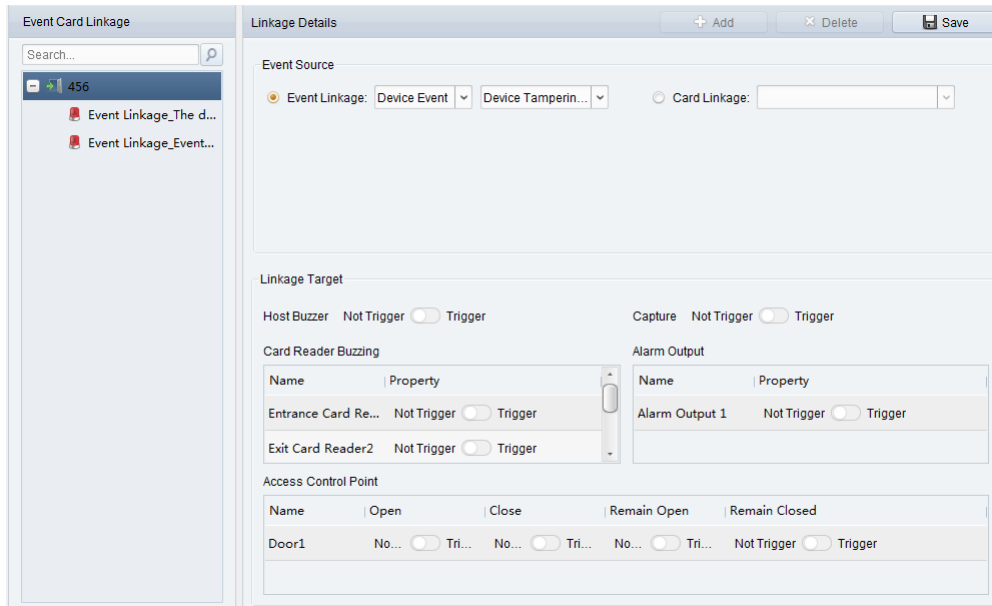 Event Card Linkage
Search...
456
Event Linkage_The d...
Event Linkage_Event...
Linkage Details
Add
Delete
Save
Event Source
Event Linkage: Device Event Device Tamperin... Card Linkage:
Linkage Target
Host Buzzer Not Trigger Trigger Capture Not Trigger Trigger
Card Reader Buzzing
Name Property
Entrance Card Re... Not Trigger Trigger
Exit Card Reader2 Not Trigger Trigger
Alarm Output
Name Property
Alarm Output 1 Not Trigger Trigger
Access Control Point
Name Open Close Remain Open Remain Closed
Door1 No... Tri... No... Tri... No... Tri... Not Trigger Trigger